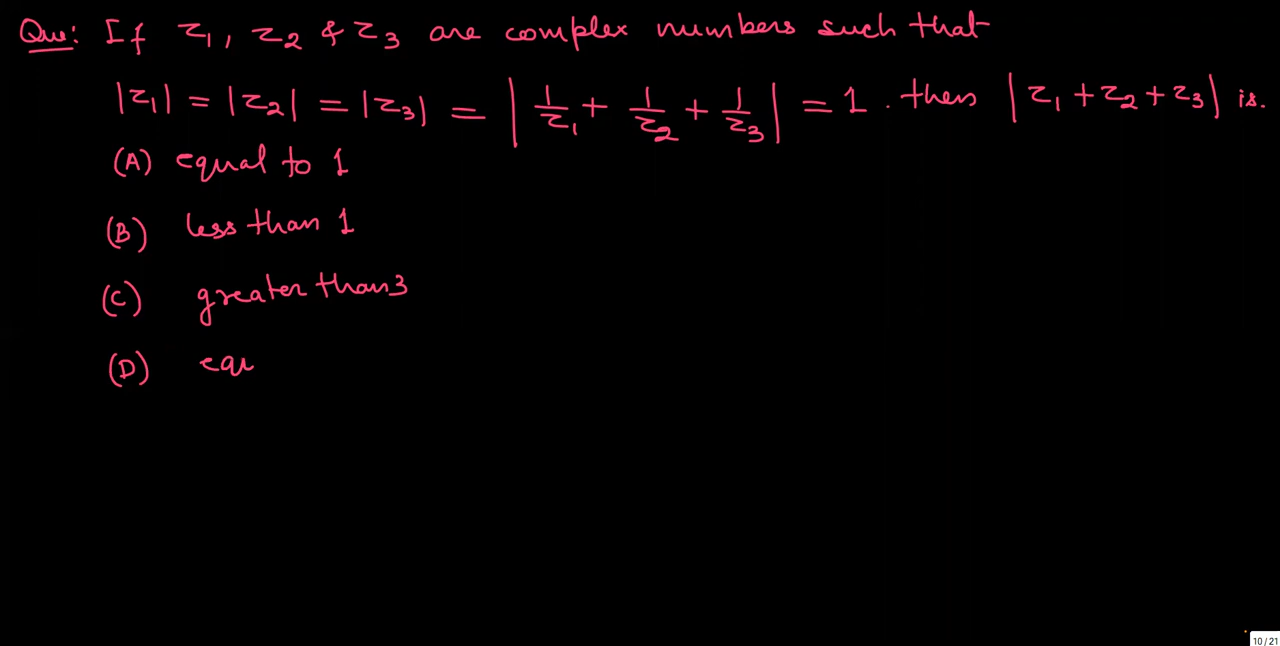 Que: If z₁, z₂ & z₃ are complex numbers such that
|z₁| = |z₂| = |z₃| = |1/z₁ + 1/z₂ + 1/z₃| = 1. then |z₁ + z₂ + z₃| is.
(A) equal to 1
(B) less than 1
(C) greater than 3
(D) equ
10 / 21